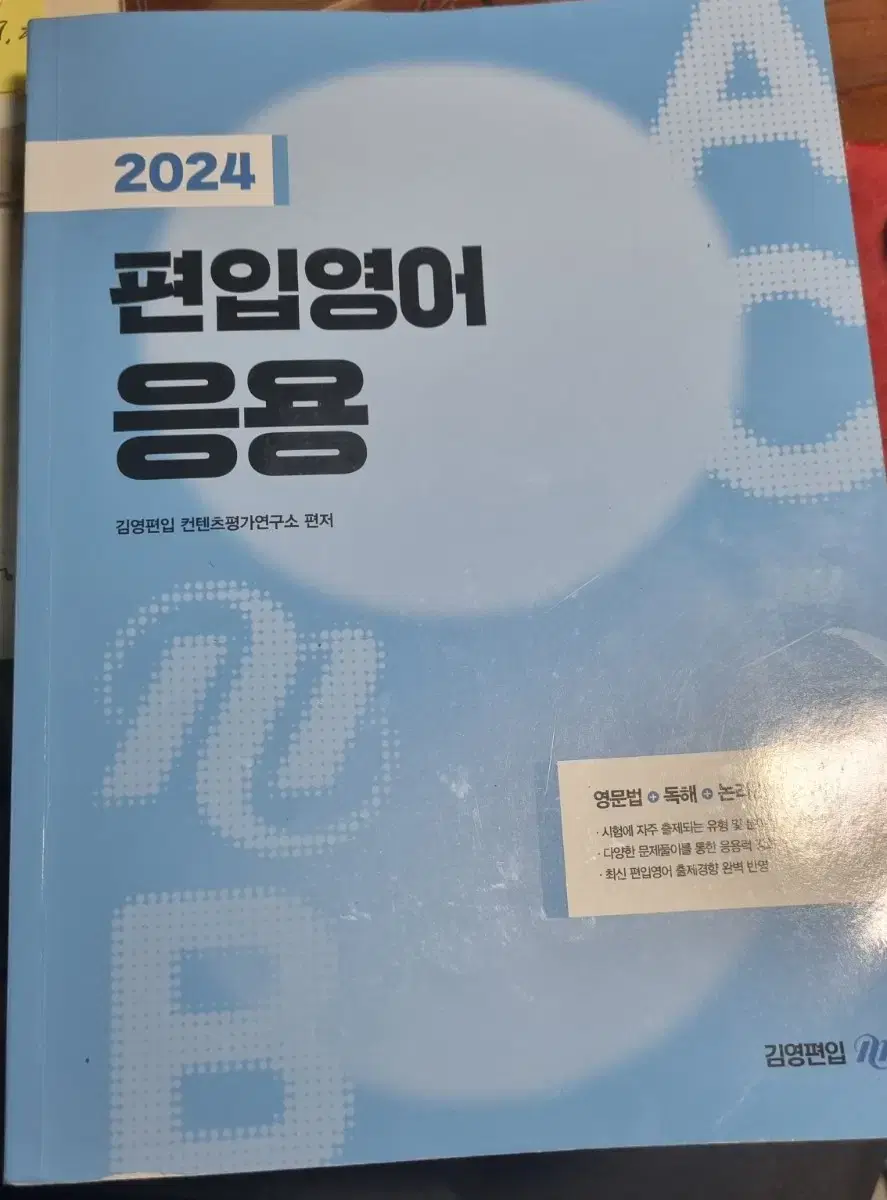 2024
편입영어
응용
김영편입 컨텐츠평가연구소 편저
A
C
B
영문법 + 독해 + 논리
· 시험에 자주 출제되는 유형 및
· 다양한 문제풀이를 통한 응용력
· 최신 편입영어 출제경향 완벽 반영
김영편입